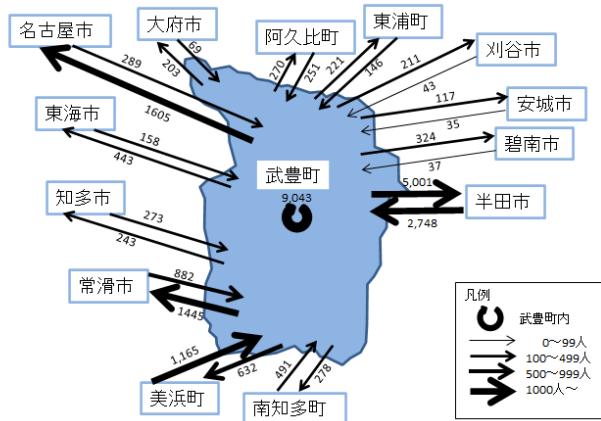 名古屋市
大府市
69
203
阿久比町
270
251
東浦町
221
146
211
刈谷市
43
289
1605
117
安城市
35
東海市
158
443
324
碧南市
37
武豊町
9,043
5,001
半田市
2,748
知多市
273
243
常滑市
882
1445
1,165
632
美浜町
491
278
南知多町
凡例
武豊町内
0～99人
100～499人
500～999人
1000人～